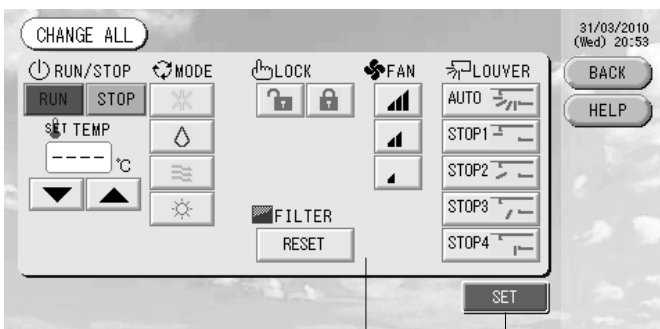 CHANGE ALL
31/03/2010
(Wed) 20:53
RUN/STOP
MODE
LOCK
FAN
LOUVER
BACK
RUN
STOP
AUTO
HELP
SET TEMP
STOP1
----°C
STOP2
STOP3
FILTER
RESET
STOP4
SET